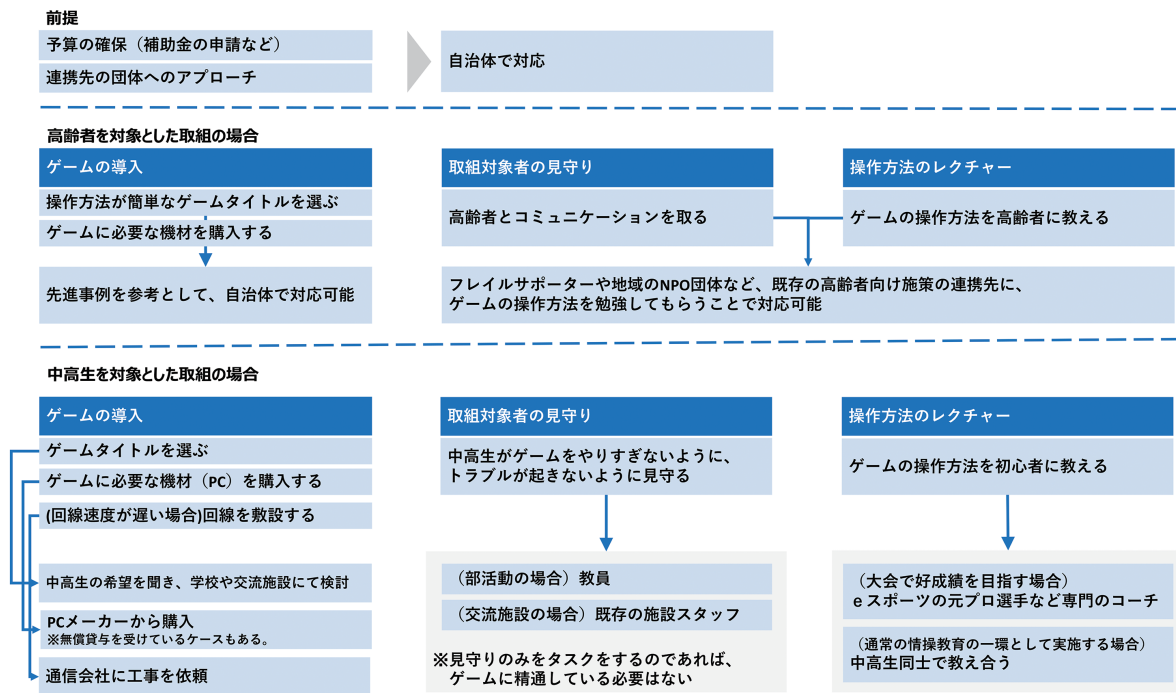 前提
予算の確保（補助金の申請など）
連携先の団体へのアプローチ
自治体で対応
高齢者を対象とした取組の場合
ゲームの導入
操作方法が簡単なゲームタイトルを選ぶ
ゲームに必要な機材を購入する
先進事例を参考として、自治体で対応可能
取組対象者の見守り
高齢者とコミュニケーションを取る
操作方法のレクチャー
ゲームの操作方法を高齢者に教える
フレイルサポーターや地域のNPO団体など、既存の高齢者向け施策の連携先に、
ゲームの操作方法を勉強してもらうことで対応可能
中高生を対象とした取組の場合
ゲームの導入
ゲームタイトルを選ぶ
ゲームに必要な機材（PC）を購入する
(回線速度が遅い場合)回線を敷設する
中高生の希望を聞き、学校や交流施設にて検討
PCメーカーから購入
※無償貸与を受けているケースもある。
通信会社に工事を依頼
取組対象者の見守り
中高生がゲームをやりすぎないように、
トラブルが起きないように見守る
（部活動の場合）教員
（交流施設の場合）既存の施設スタッフ
※見守りのみをタスクをするのであれば、
ゲームに精通している必要はない
操作方法のレクチャー
ゲームの操作方法を初心者に教える
（大会で好成績を目指す場合）
ｅスポーツの元プロ選手など専門のコーチ
（通常の情操教育の一環として実施する場合）
中高生同士で教え合う